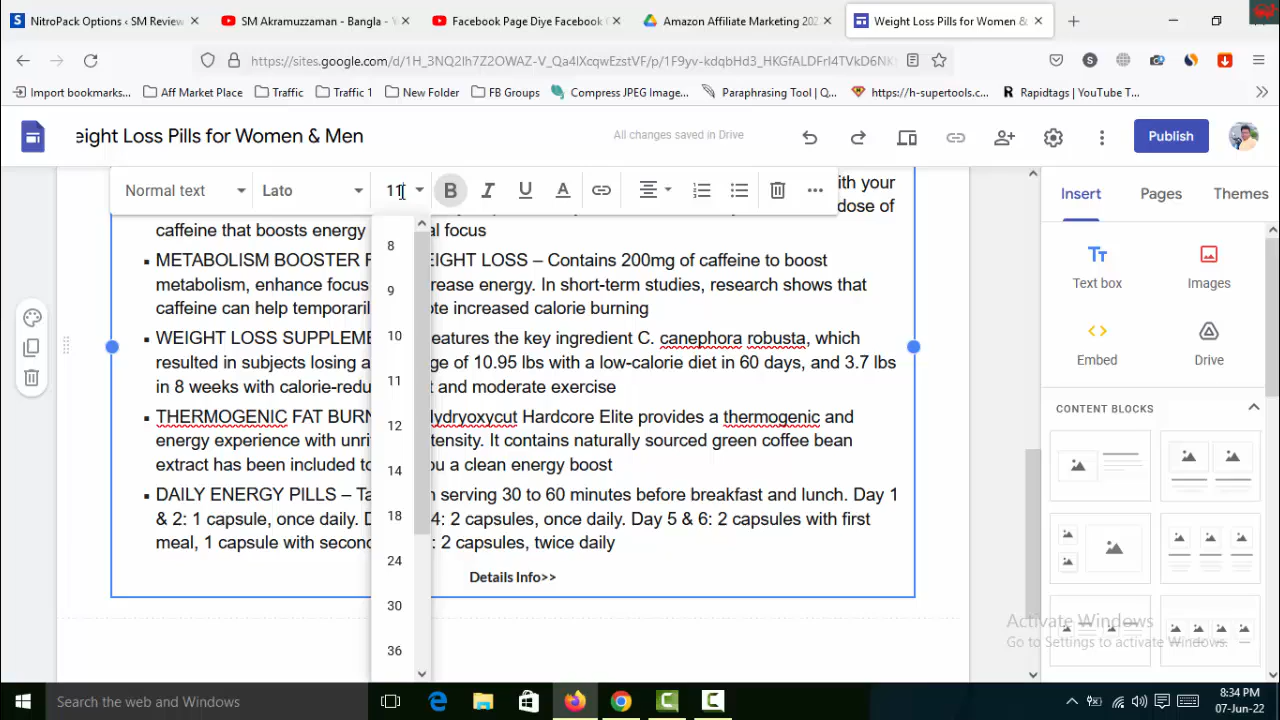 NitroPack Options ‹ SM Review
SM Akramuzzaman - Bangla - Y
Facebook Page Diye Facebook G
Amazon Affiliate Marketing 202
Weight Loss Pills for Women &
https://sites.google.com/d/1H_3NQ2Ih7Z2OWAZ-V_Qa4lXcqwEzstVF/p/1F9yv-kdqbHd3_HKGfALDFrI4TVkD6NK
Import bookmarks...
Aff Market Place
Traffic
Traffic 1
New Folder
FB Groups
Compress JPEG Image...
Paraphrasing Tool | Q...
https://h-supertools.c...
Rapidtags | YouTube T...
eight Loss Pills for Women & Men
All changes saved in Drive
Publish
Normal text
Lato
11
with your
dose of
caffeine that boosts energy
al focus
METABOLISM BOOSTER F
EIGHT LOSS – Contains 200mg of caffeine to boost
metabolism, enhance focus
rease energy. In short-term studies, research shows that
caffeine can help temporaril
ote increased calorie burning
WEIGHT LOSS SUPPLEME
eatures the key ingredient C. canephora robusta, which
resulted in subjects losing a
ge of 10.95 lbs with a low-calorie diet in 60 days, and 3.7 lbs
in 8 weeks with calorie-redu
t and moderate exercise
THERMOGENIC FAT BURN
lydryoxycut Hardcore Elite provides a thermogenic and
energy experience with unri
tensity. It contains naturally sourced green coffee bean
extract has been included to
ou a clean energy boost
DAILY ENERGY PILLS – Ta
n serving 30 to 60 minutes before breakfast and lunch. Day 1
& 2: 1 capsule, once daily. D
4: 2 capsules, once daily. Day 5 & 6: 2 capsules with first
meal, 1 capsule with second
: 2 capsules, twice daily
Details Info>>
8
9
10
11
12
14
18
24
30
36
Insert
Pages
Themes
Text box
Images
Embed
Drive
CONTENT BLOCKS
Activate Windows
Go to Settings to activate Windows.
Search the web and Windows
8:34 PM
07-Jun-22